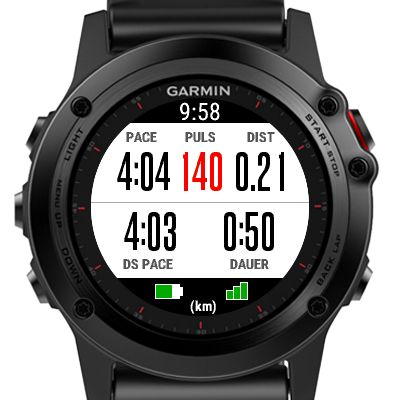 GARMIN
9:58
PACE PULS DIST
4:04 140 0.21
4:03 0:50
DS PACE DAUER
(km)
LIGHT
MENU UP
DOWN
START STOP
BACK LAP